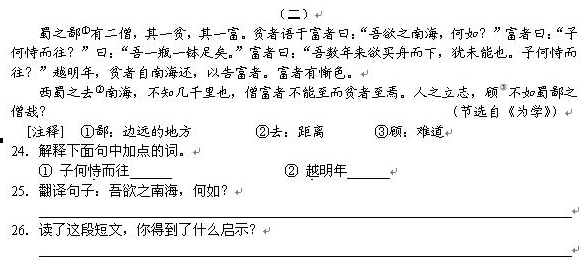 （二）
蜀之鄙①有二僧，其一贫，其一富。贫者语于富者曰：“吾欲之南海，何如？”富者曰：“子
何恃而往？”曰：“吾一瓶一钵足矣。”富者曰：“吾数年来欲买舟而下，犹未能也。子何恃而
往？”越明年，贫者自南海还，以告富者。富者有惭色。
西蜀之去②南海，不知几千里也，僧富者不能至而贫者至焉。人之立志，顾③不如蜀鄙之
僧哉？ （节选自《为学》）
[注释] ①鄙：边远的地方 ②去：距离 ③顾：难道
24. 解释下面句中加点的词。
① 子何恃而往______ ② 越明年______
25. 翻译句子：吾欲之南海，何如？
26. 读了这段短文，你得到了什么启示？